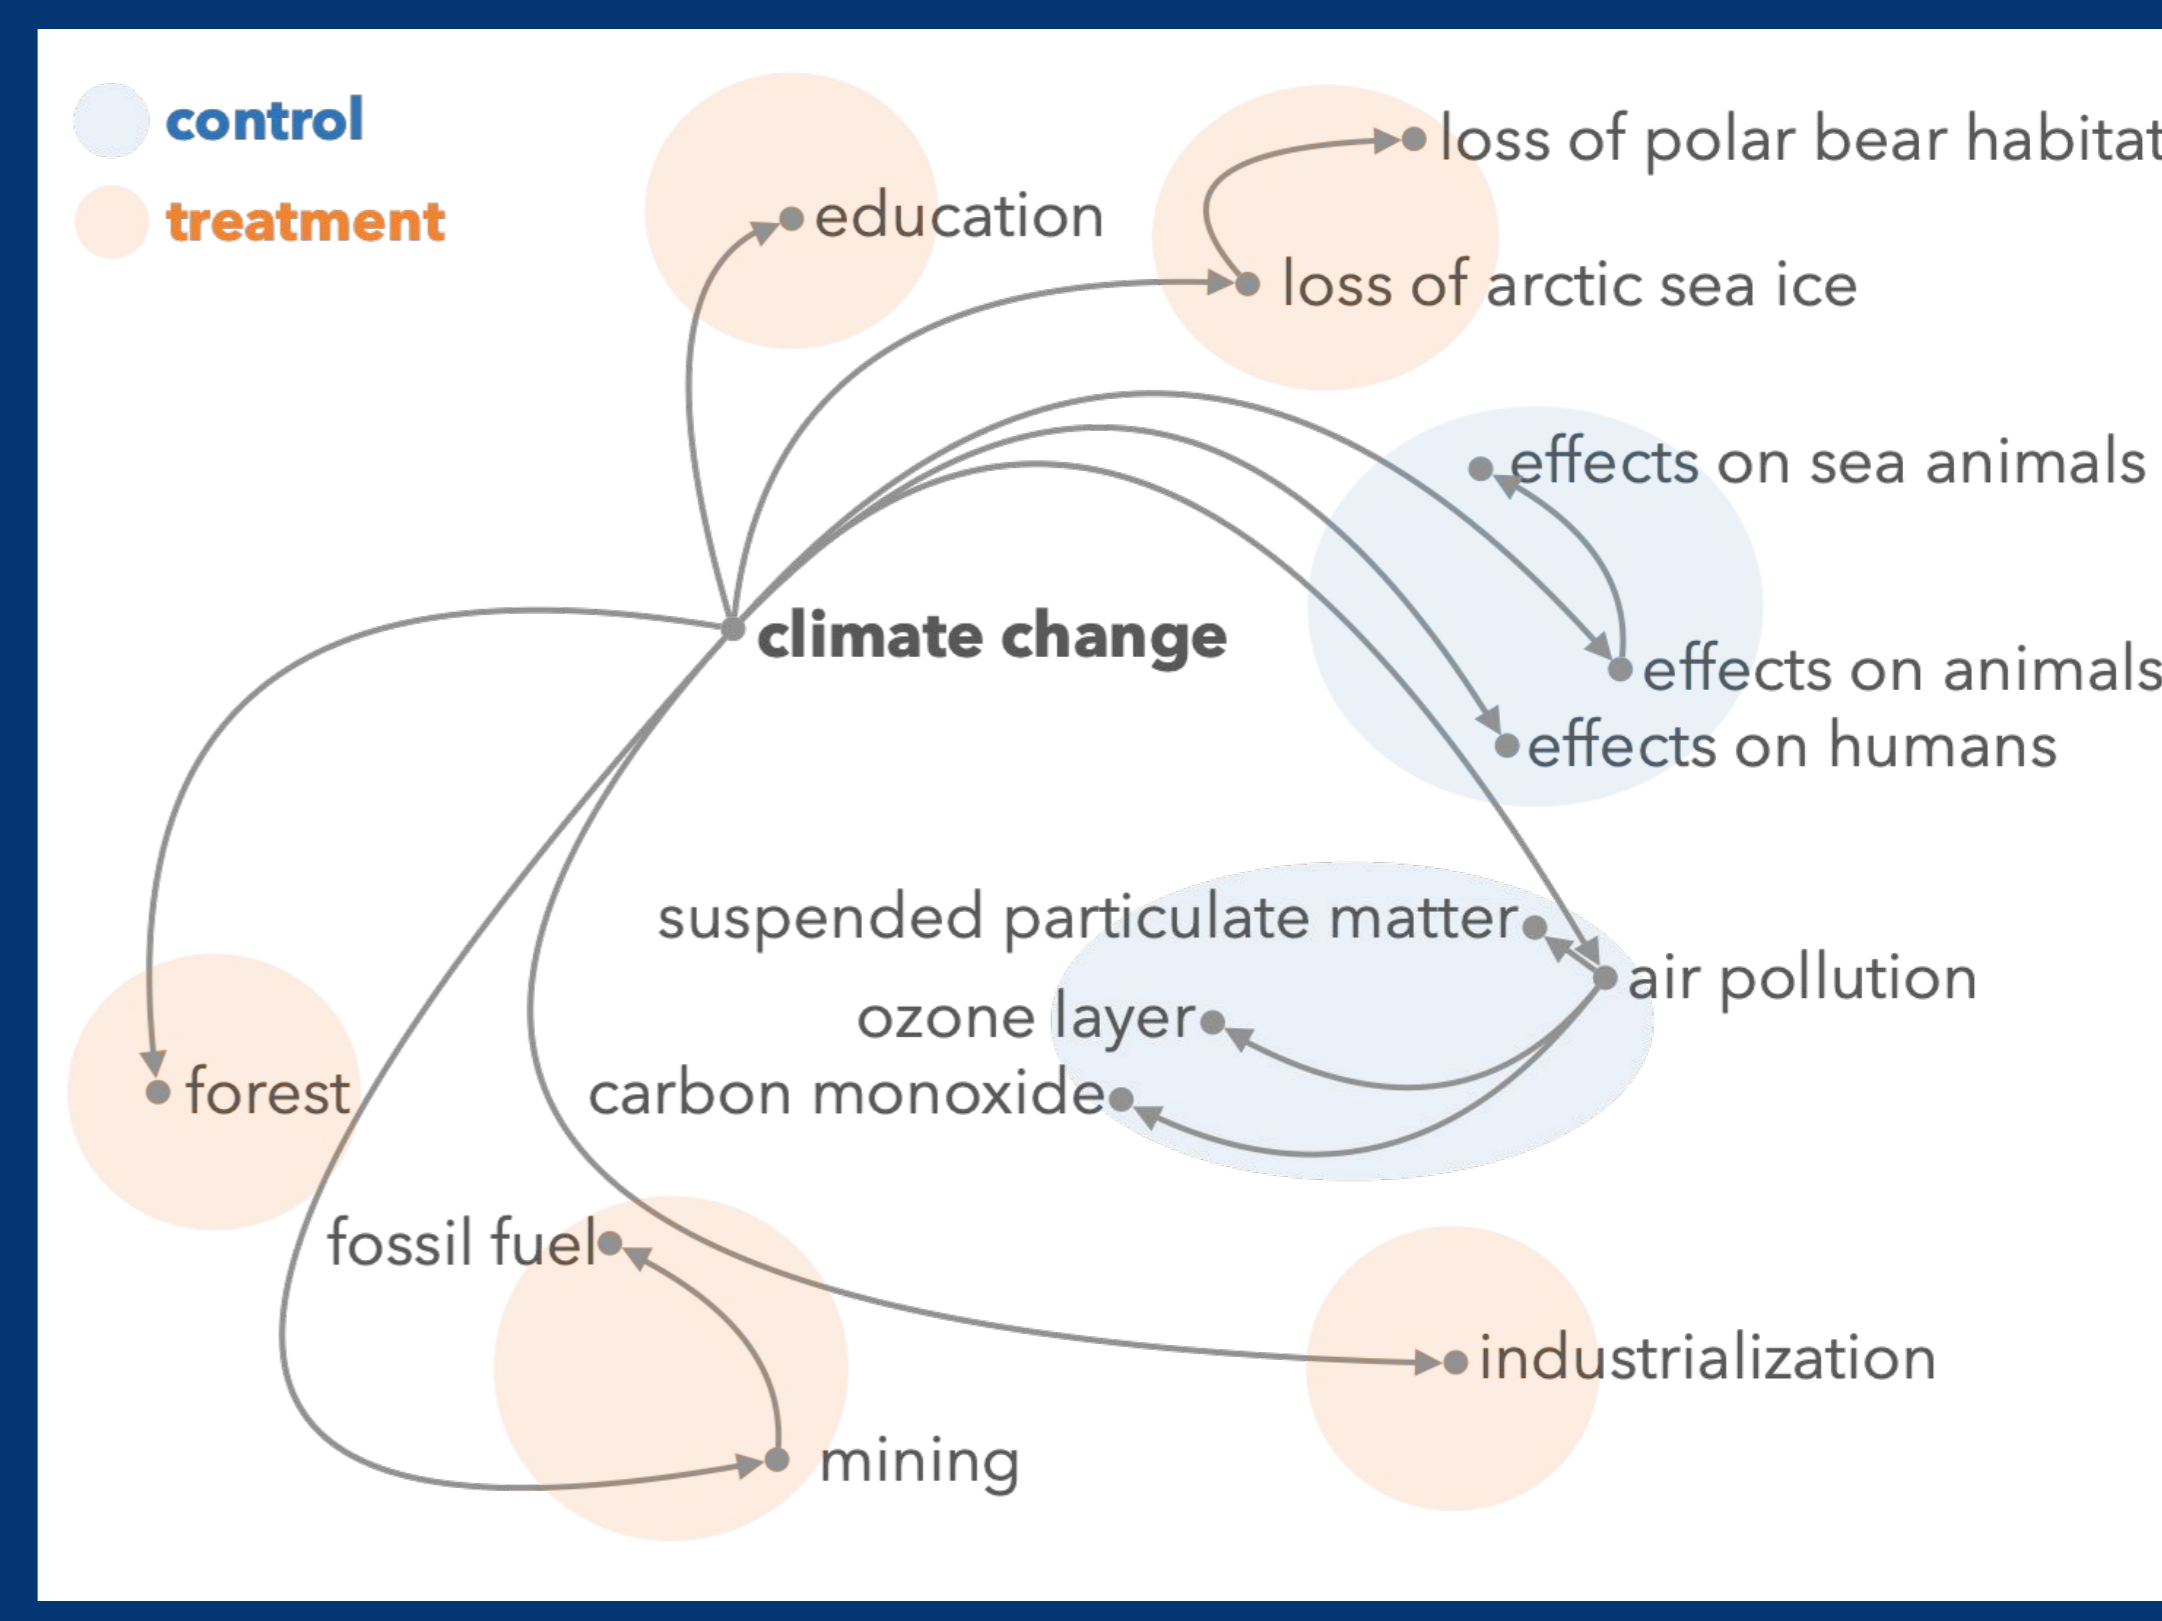 control
treatment
education
loss of polar bear habitat
loss of arctic sea ice
effects on sea animals
climate change
effects on animals
effects on humans
suspended particulate matter
air pollution
ozone layer
carbon monoxide
forest
fossil fuel
industrialization
mining